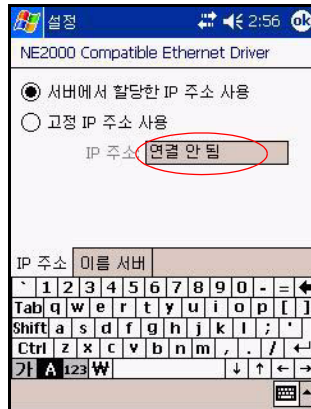 설정 2:56 ok
NE2000 Compatible Ethernet Driver
서버에서 할당한 IP 주소 사용
고정 IP 주소 사용
IP 주소 연결 안 됨
IP 주소 이름 서버
` 1 2 3 4 5 6 7 8 9 0 - = ←
Tab q w e r t y u i o p [ ]
Shift a s d f g h j k l ; '
Ctrl z x c v b n m , . / ↵
가 A 123 ₩ ↓ ↑ ← →